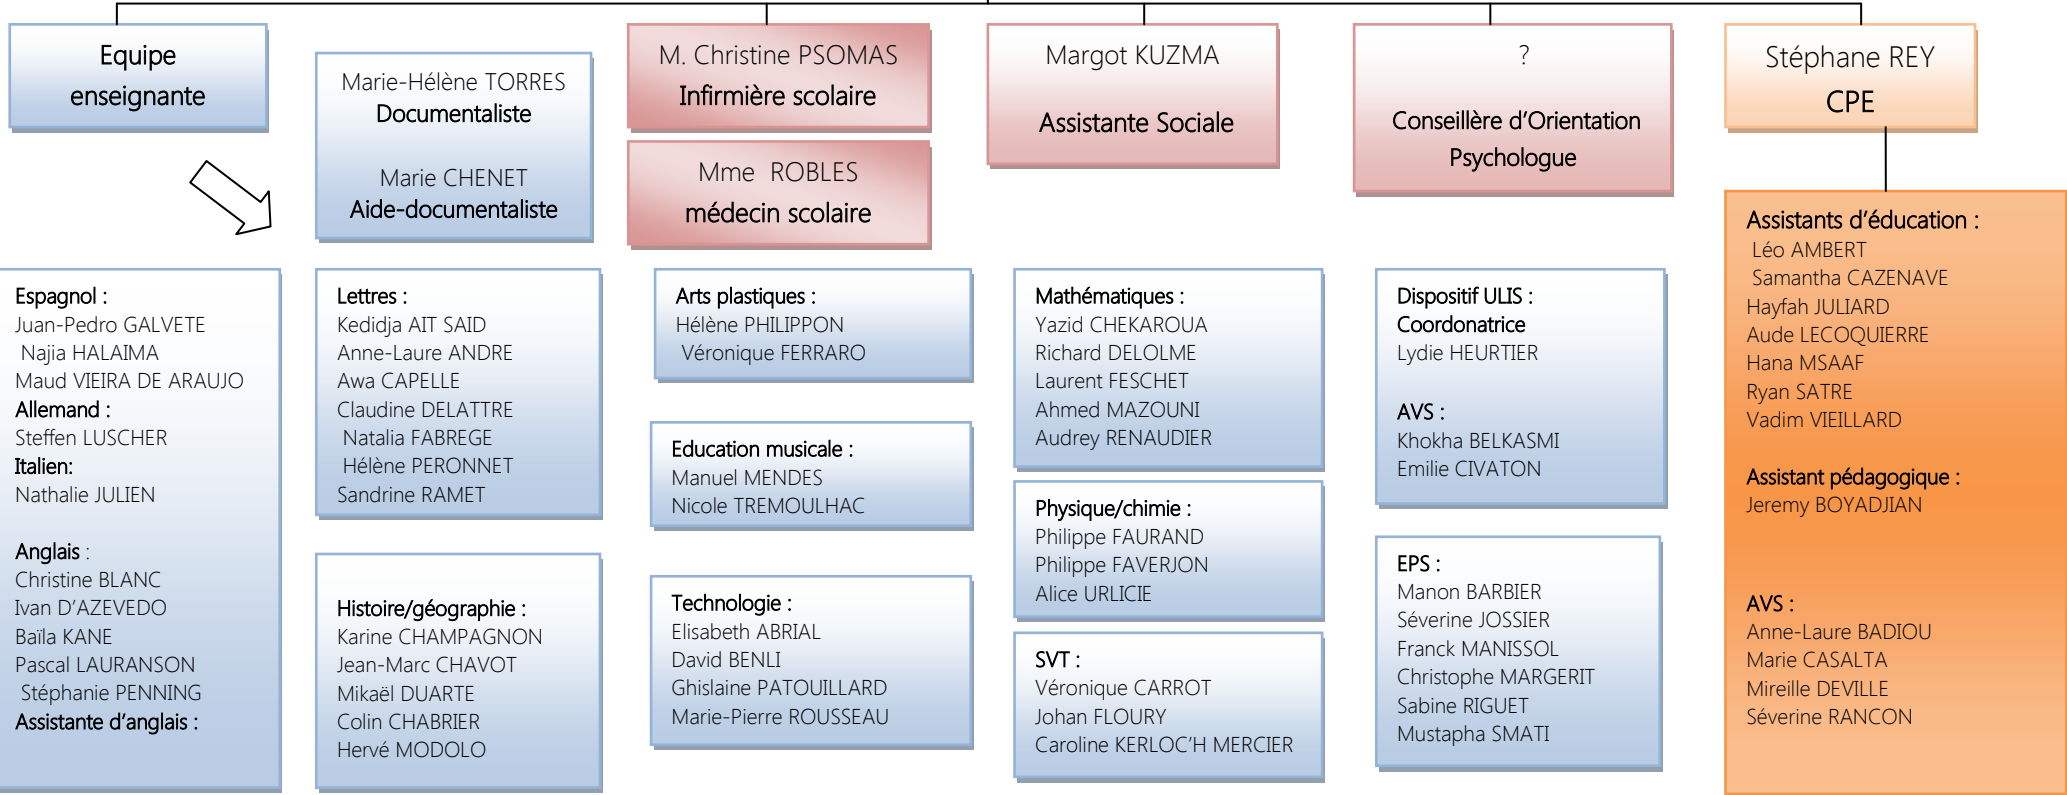 Equipe
enseignante
Marie-Hélène TORRES
Documentaliste
Marie CHENET
Aide-documentaliste
M. Christine PSOMAS
Infirmière scolaire
Mme ROBLES
médecin scolaire
Margot KUZMA
Assistante Sociale
?
Conseillère d'Orientation
Psychologue
Stéphane REY
CPE
Espagnol :
Juan-Pedro GALVETE
Najia HALAIMA
Maud VIEIRA DE ARAUJO
Allemand :
Steffen LUSCHER
Italien:
Nathalie JULIEN
Anglais :
Christine BLANC
Ivan D'AZEVEDO
Baïla KANE
Pascal LAURANSON
Stéphanie PENNING
Assistante d'anglais :
Lettres :
Kedidja AIT SAID
Anne-Laure ANDRE
Awa CAPELLE
Claudine DELATTRE
Natalia FABREGE
Hélène PERONNET
Sandrine RAMET
Histoire/géographie :
Karine CHAMPAGNON
Jean-Marc CHAVOT
Mikaël DUARTE
Colin CHABRIER
Hervé MODOLO
Arts plastiques :
Hélène PHILIPPON
Véronique FERRARO
Education musicale :
Manuel MENDES
Nicole TREMOULHAC
Technologie :
Elisabeth ABRIAL
David BENLI
Ghislaine PATOUILLARD
Marie-Pierre ROUSSEAU
Mathématiques :
Yazid CHEKAROUA
Richard DELOLME
Laurent FESCHET
Ahmed MAZOUNI
Audrey RENAUDIER
Physique/chimie :
Philippe FAURAND
Philippe FAVERJON
Alice URLICIE
SVT :
Véronique CARROT
Johan FLOURY
Caroline KERLOC'H MERCIER
Dispositif ULIS :
Coordonatrice
Lydie HEURTIER
AVS :
Khokha BELKASMI
Emilie CIVATON
EPS :
Manon BARBIER
Séverine JOSSIER
Franck MANISSOL
Christophe MARGERIT
Sabine RIGUET
Mustapha SMATI
Assistants d'éducation :
Léo AMBERT
Samantha CAZENAVE
Hayfah JULIARD
Aude LECOQUIERRE
Hana MSAAF
Ryan SATRE
Vadim VIEILLARD
Assistant pédagogique :
Jeremy BOYADJIAN
AVS :
Anne-Laure BADIOU
Marie CASALTA
Mireille DEVILLE
Séverine RANCON